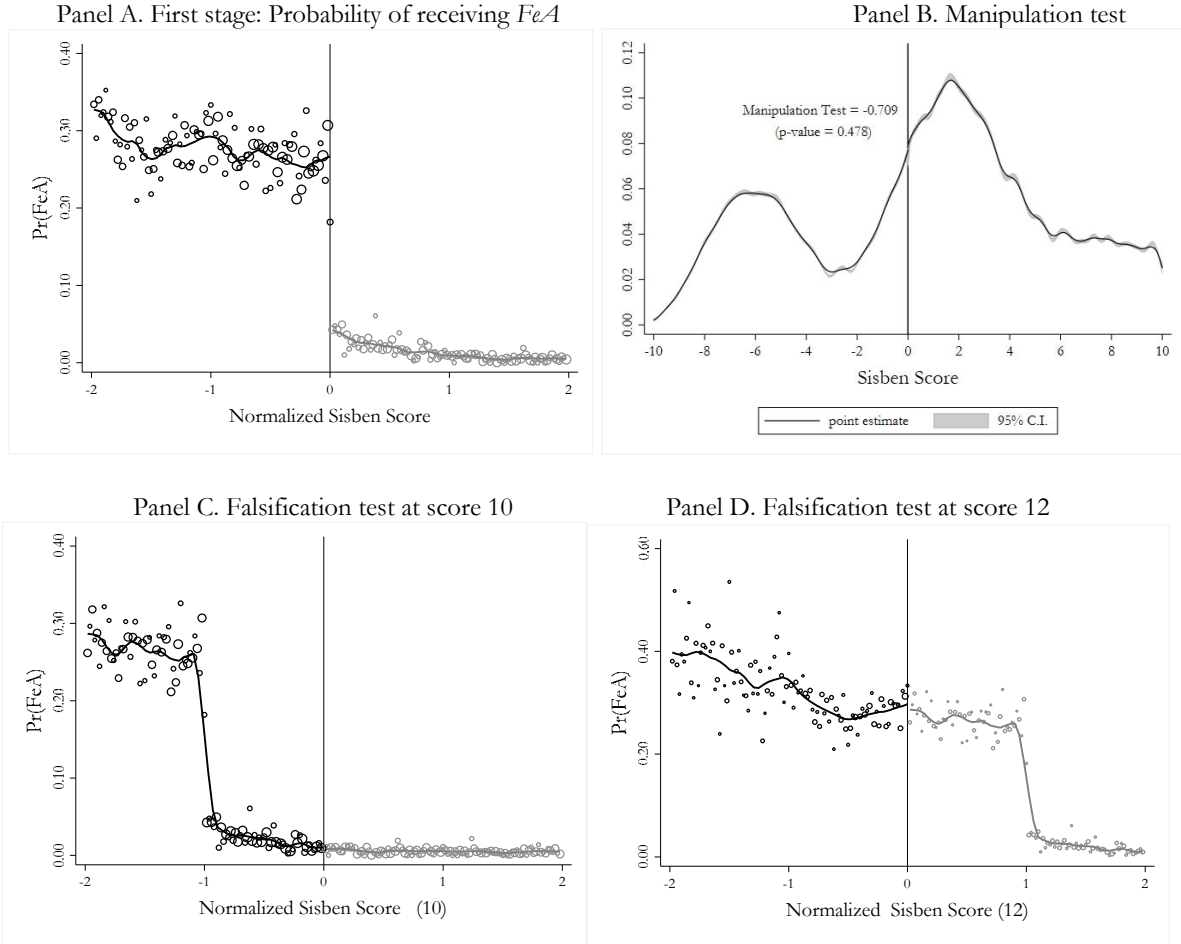 Panel A. First stage: Probability of receiving FeA
0.40
0.30
0.20
0.10
0.00
Pr(FeA)
-2 -1 0 1 2
Normalized Sisben Score
Panel B. Manipulation test
0.12
0.10
0.08
0.06
0.04
0.02
0.00
Manipulation Test = -0.709
(p-value = 0.478)
-10 -8 -6 -4 -2 0 2 4 6 8 10
Sisben Score
point estimate 95% C.I.
Panel C. Falsification test at score 10
0.40
0.30
0.20
0.10
0.00
Pr(FeA)
-2 -1 0 1 2
Normalized Sisben Score (10)
Panel D. Falsification test at score 12
0.60
0.40
0.20
0.00
Pr(FeA)
-2 -1 0 1 2
Normalized Sisben Score (12)